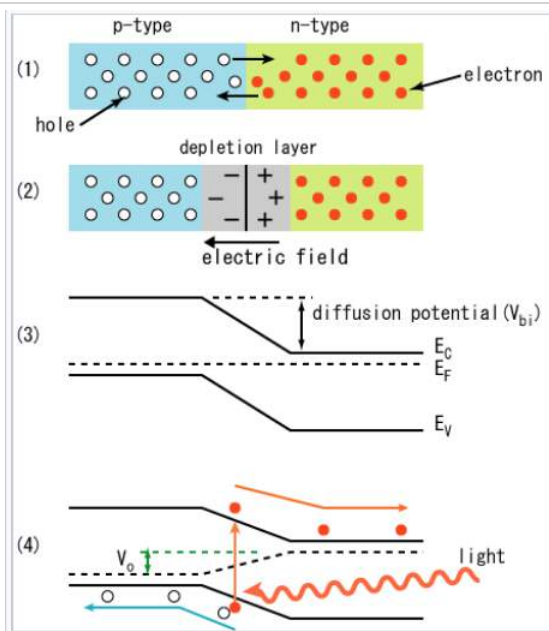 p-type n-type
(1)
electron
hole
depletion layer
(2)
− + − + − +
electric field
diffusion potential(Vbi)
(3)
EC
EF
EV
(4)
Vo
light